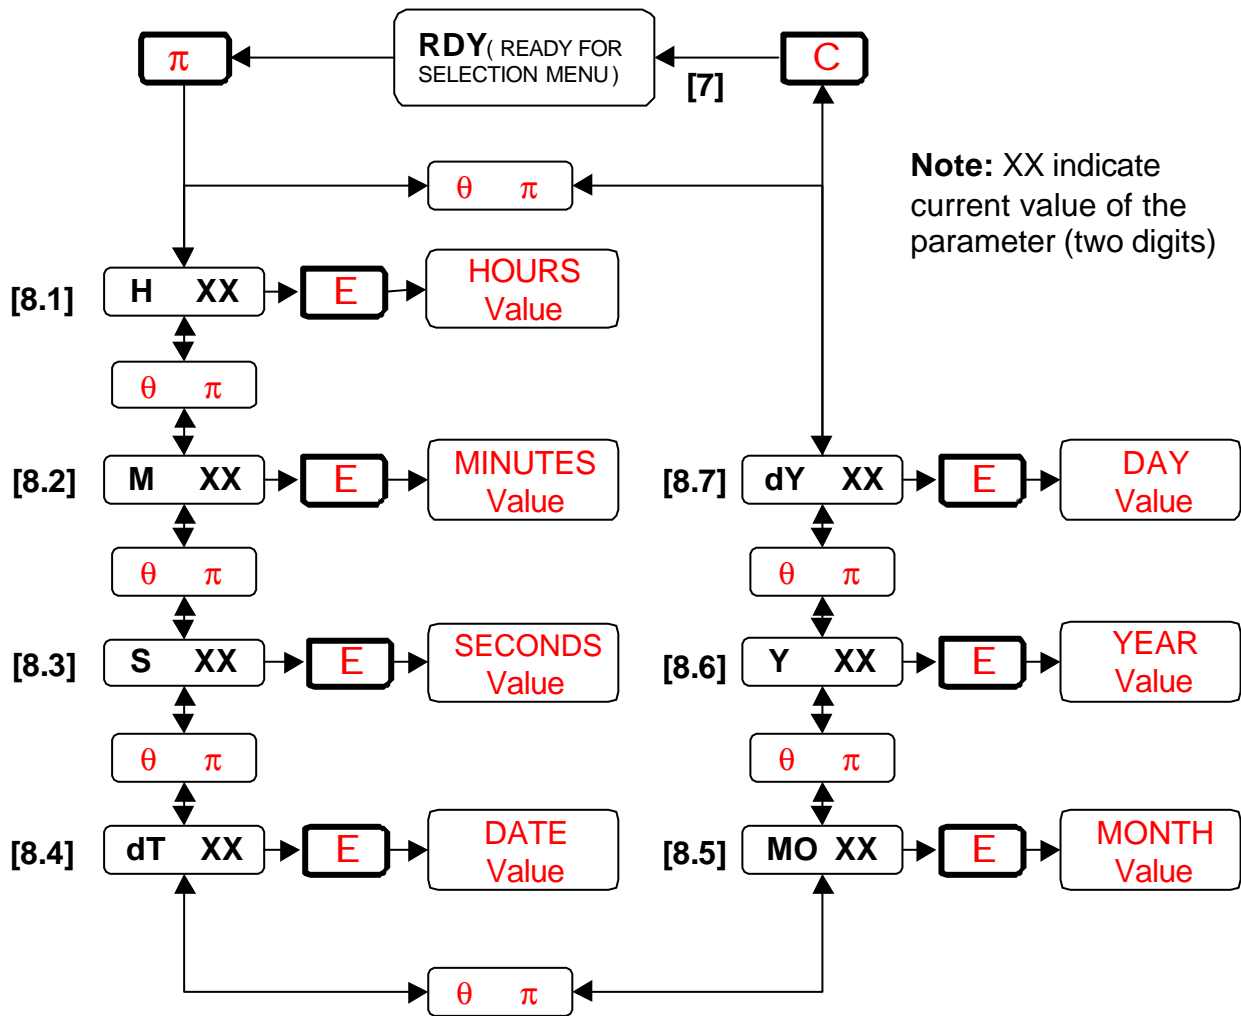 π
RDY( READY FOR
SELECTION MENU )
C
[7]
θ π
Note: XX indicate
current value of the
parameter (two digits)
[8.1] H XX E HOURS
Value
θ π
[8.2] M XX E MINUTES
Value
θ π
[8.3] S XX E SECONDS
Value
θ π
[8.4] dT XX E DATE
Value
θ π
[8.7] dY XX E DAY
Value
θ π
[8.6] Y XX E YEAR
Value
θ π
[8.5] MO XX E MONTH
Value